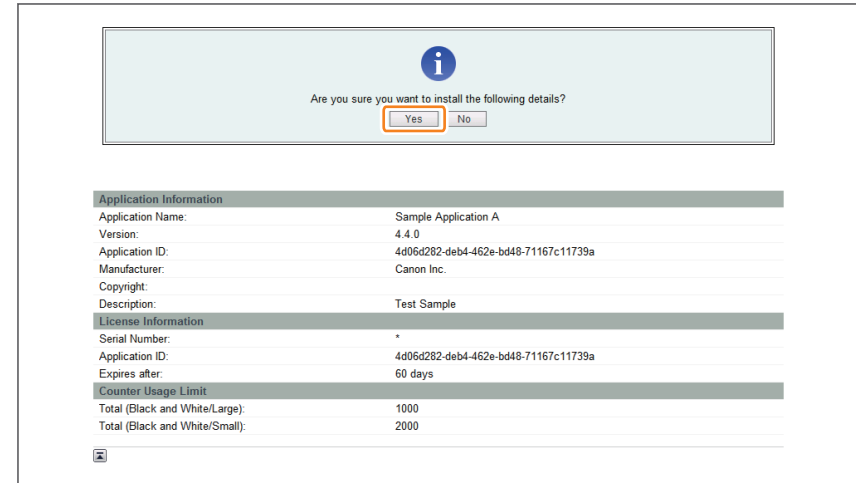 Are you sure you want to install the following details?
Yes No
Application Information
Application Name: Sample Application A
Version: 4.4.0
Application ID: 4d06d282-deb4-462e-bd48-71167c11739a
Manufacturer: Canon Inc.
Copyright:
Description: Test Sample
License Information
Serial Number: *
Application ID: 4d06d282-deb4-462e-bd48-71167c11739a
Expires after: 60 days
Counter Usage Limit
Total (Black and White/Large): 1000
Total (Black and White/Small): 2000